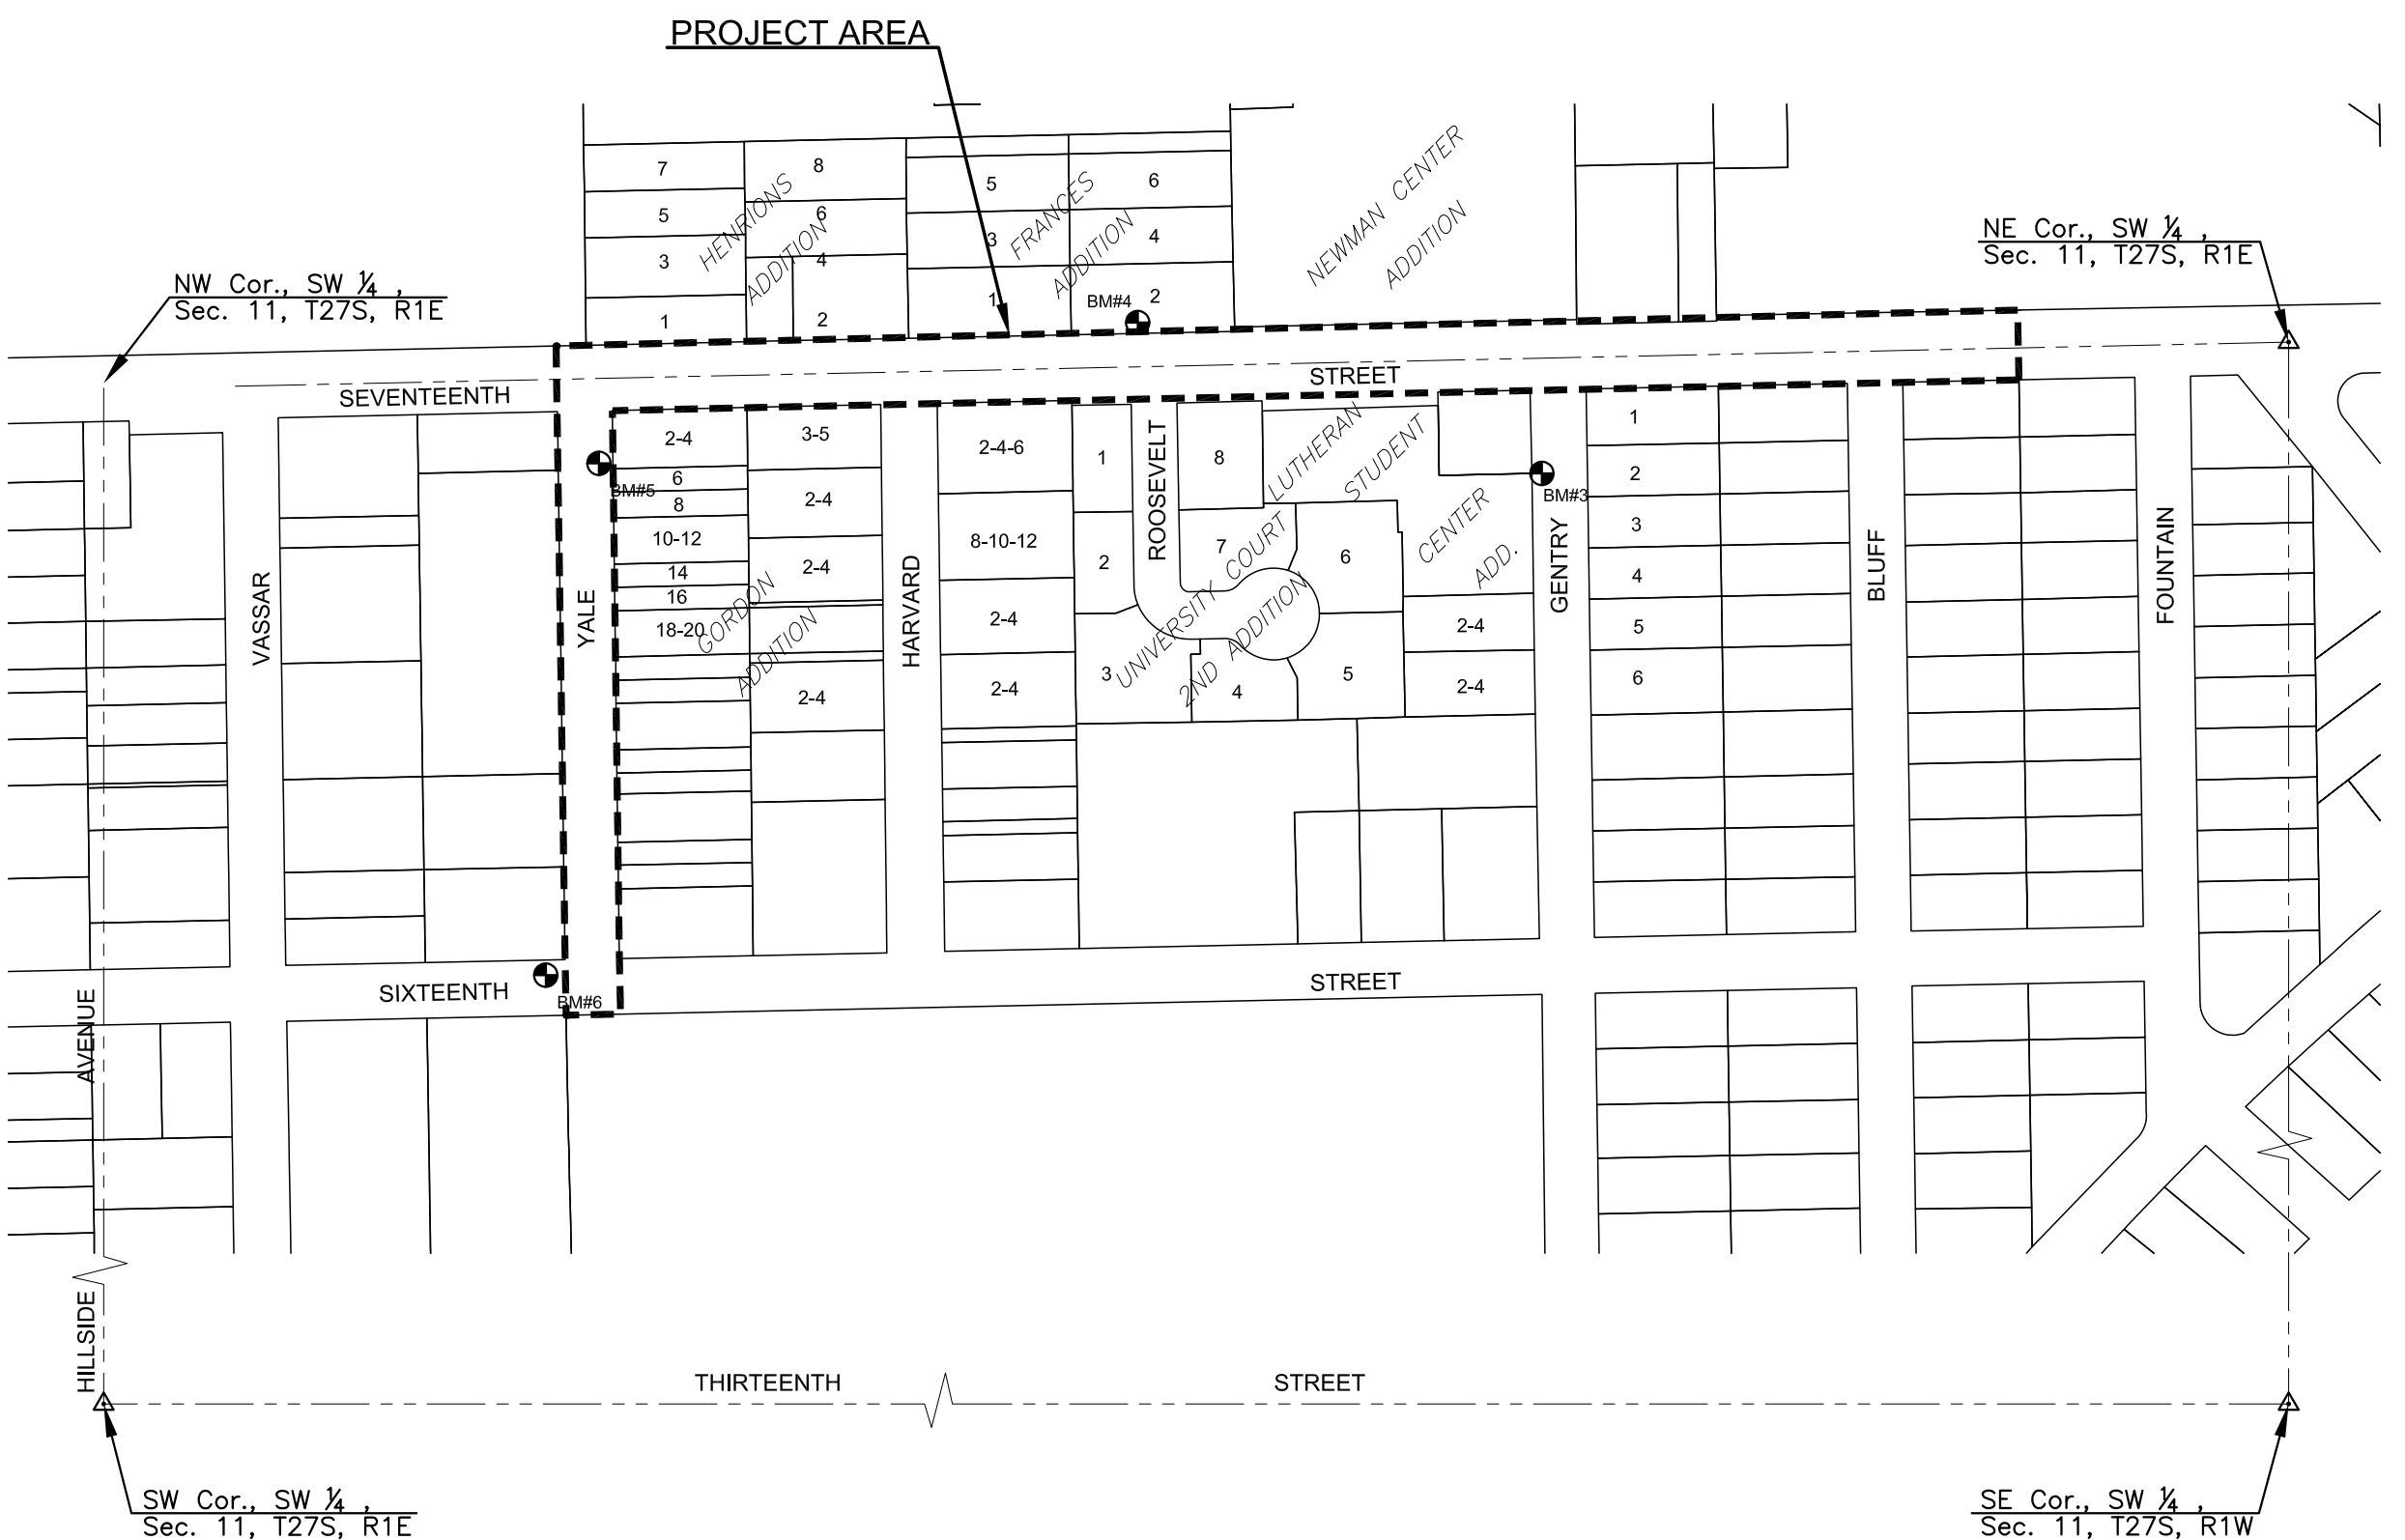 PROJECT AREA
NW Cor., SW 1/4 ,
Sec. 11, T27S, R1E
NE Cor., SW 1/4 ,
Sec. 11, T27S, R1E
7
8
5
6
3
4
1
2
HENRIONS
ADDITION
5
6
3
4
1
2
FRANCES
ADDITION
BM#4
NEWMAN CENTER
ADDITION
SEVENTEENTH
STREET
VASSAR
YALE
BM#5
2-4
6
8
10-12
14
16
18-20
3-5
2-4
2-4
2-4
GORDON
ADDITION
HARVARD
2-4-6
8-10-12
2-4
2-4
ROOSEVELT
1
2
3
4
5
6
7
8
UNIVERSITY COURT
2ND ADDITION
LUTHERAN
STUDENT
CENTER
ADD.
2-4
2-4
BM#3
GENTRY
1
2
3
4
5
6
BLUFF
FOUNTAIN
SIXTEENTH
STREET
BM#6
HILLSIDE
AVENUE
THIRTEENTH
STREET
SW Cor., SW 1/4 ,
Sec. 11, T27S, R1E
SE Cor., SW 1/4 ,
Sec. 11, T27S, R1W